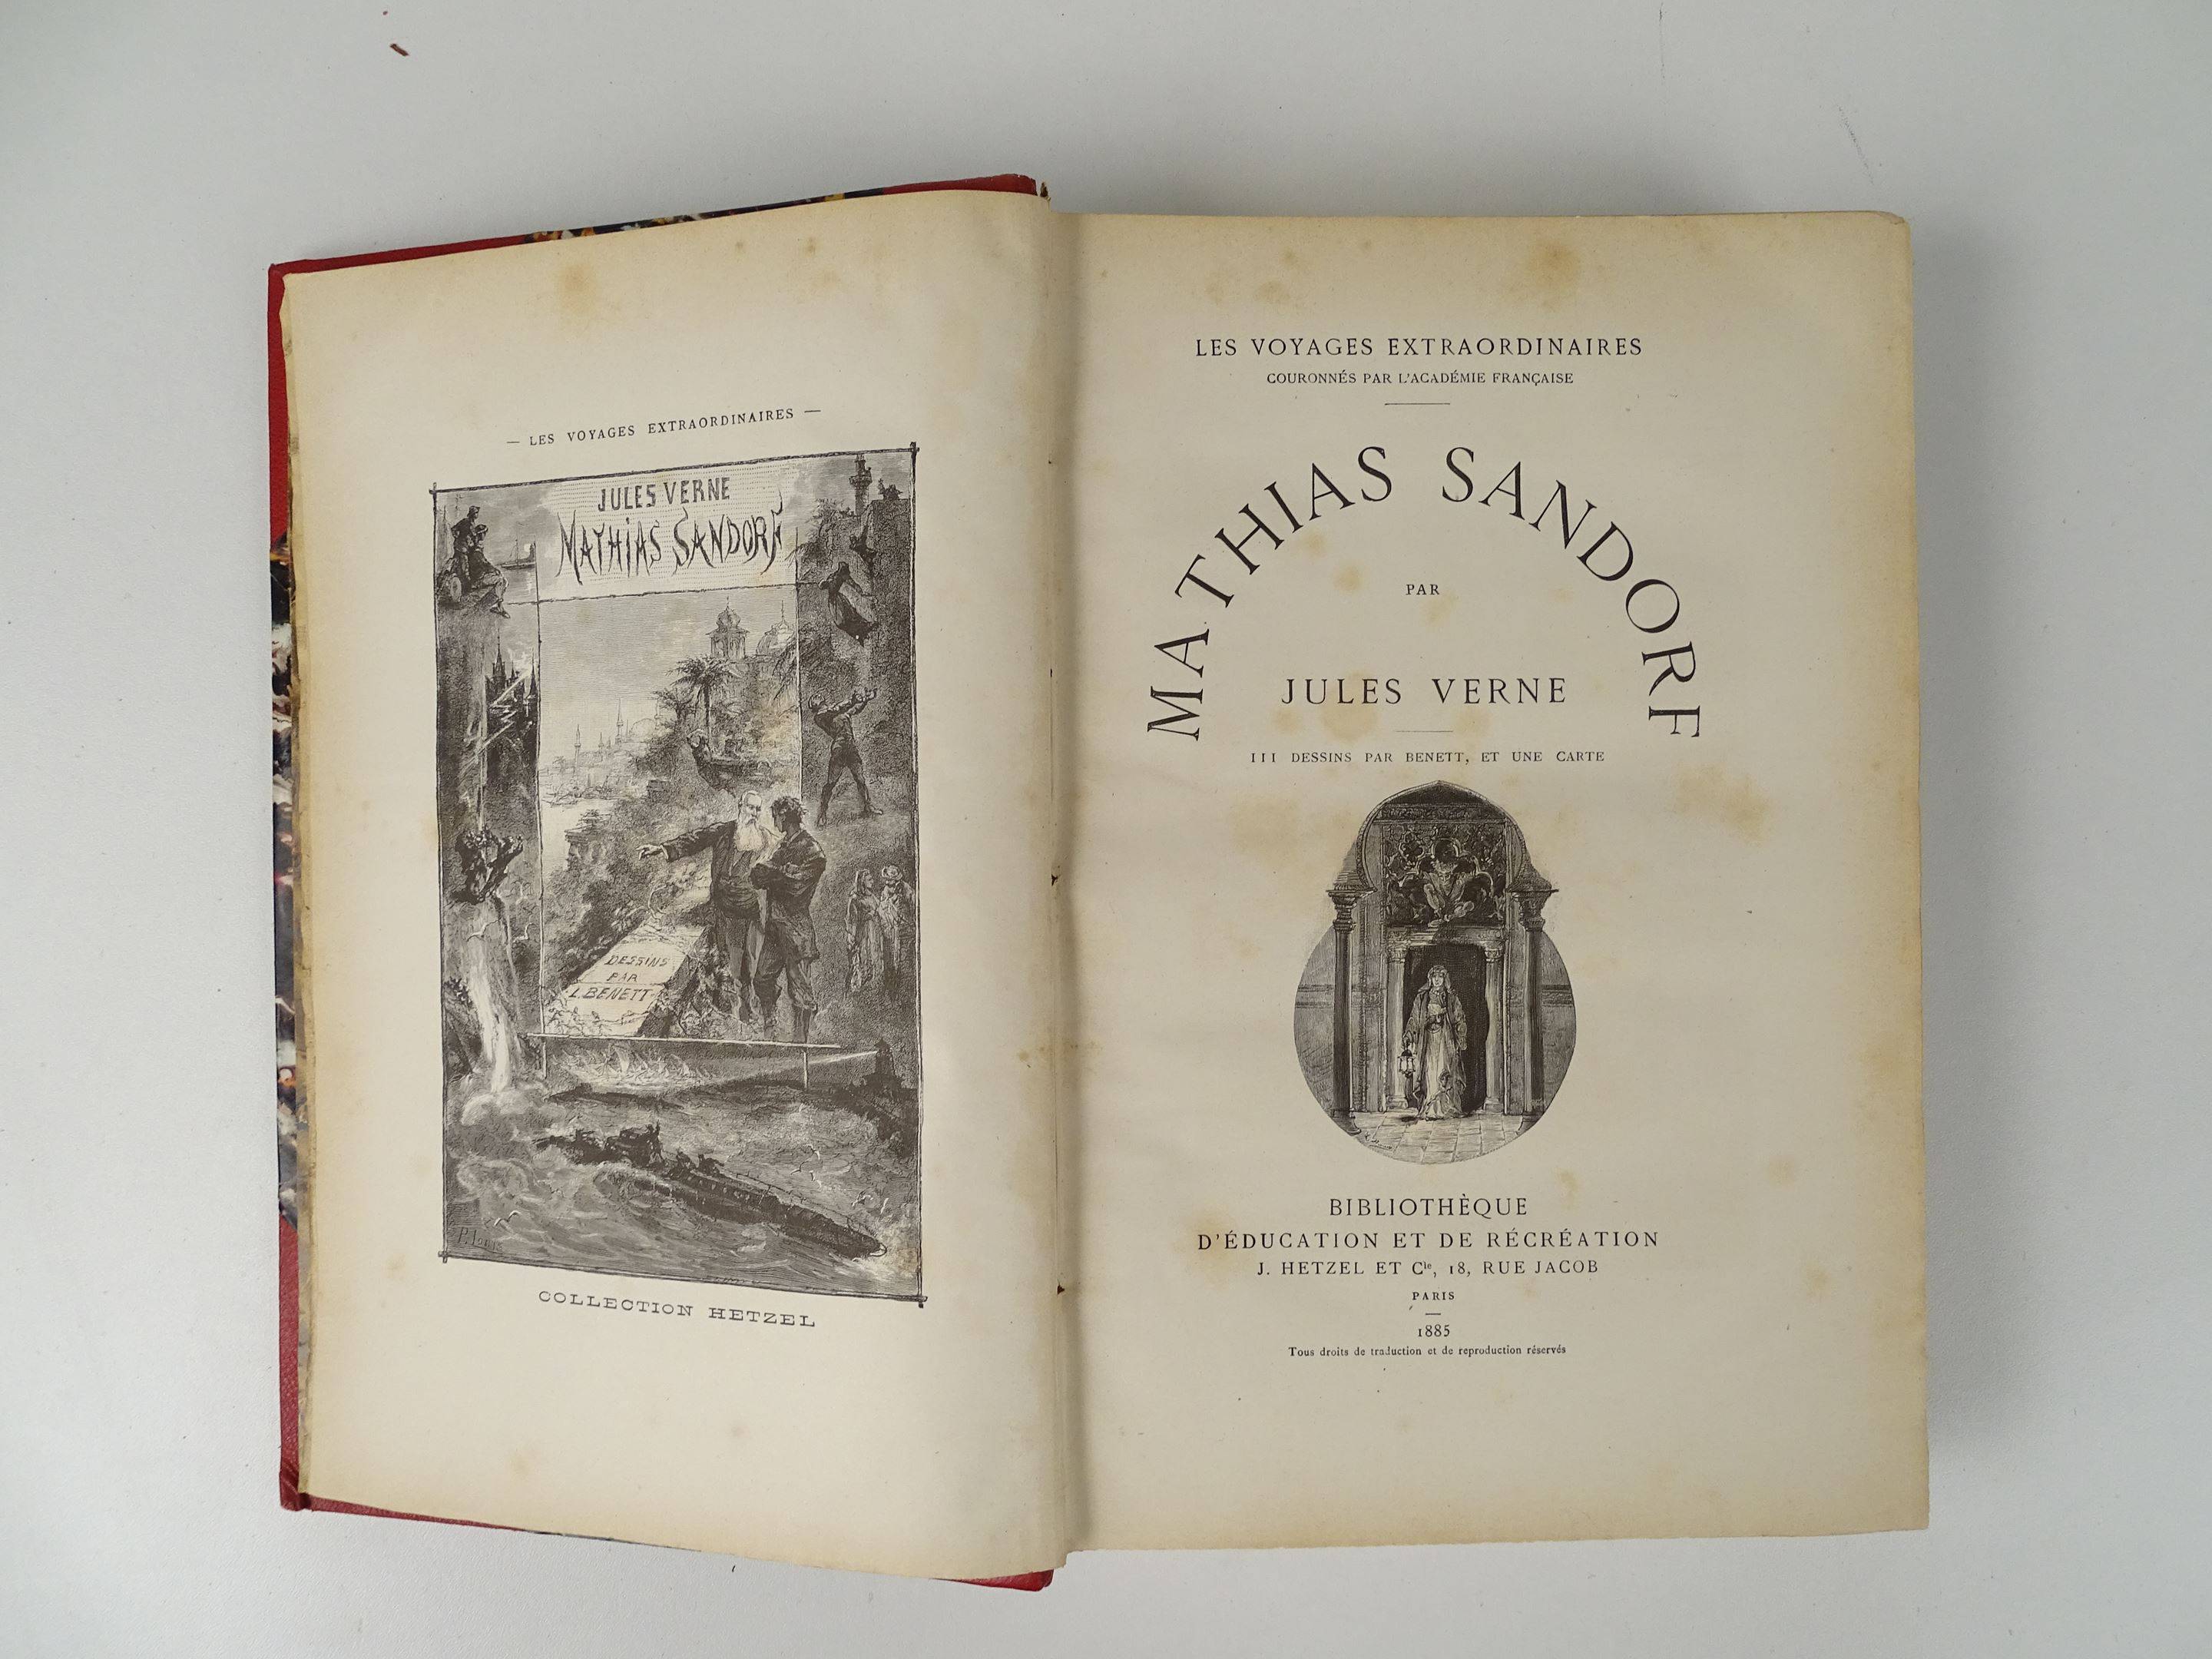 — LES VOYAGES EXTRAORDINAIRES —
JULES VERNE
MATHIAS SANDORF
DESSINS
PAR
L. BENETT
COLLECTION HETZEL
LES VOYAGES EXTRAORDINAIRES
COURONNÉS PAR L'ACADÉMIE FRANÇAISE
MATHIAS SANDORF
PAR
JULES VERNE
111 DESSINS PAR BENETT, ET UNE CARTE
BIBLIOTHÈQUE
D'ÉDUCATION ET DE RÉCRÉATION
J. HETZEL ET Cie, 18, RUE JACOB
PARIS
1885
Tous droits de traduction et de reproduction réservés